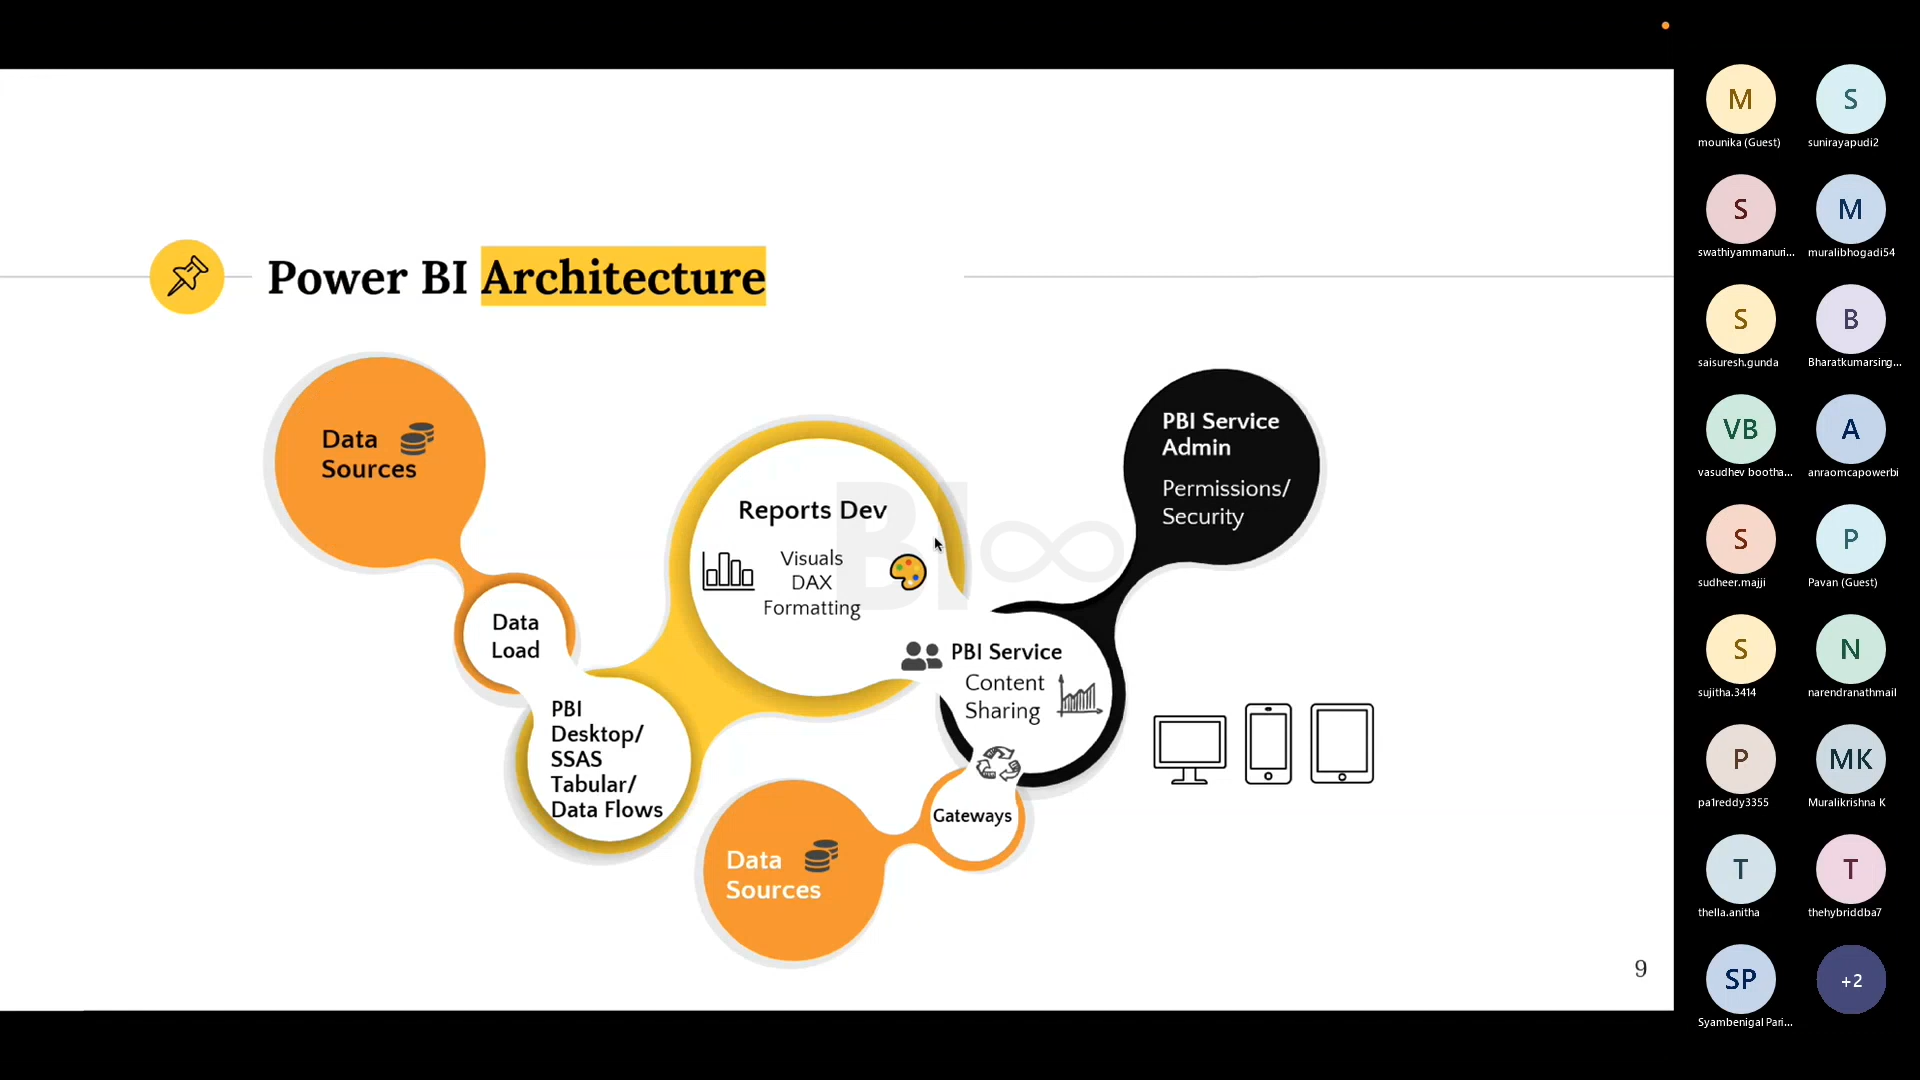 Power BI Architecture
Data
Sources
Data
Load
PBI
Desktop/
SSAS
Tabular/
Data Flows
Reports Dev
Visuals
DAX
Formatting
BI
PBI Service
Content
Sharing
PBI Service
Admin
Permissions/
Security
Gateways
Data
Sources
9
M
mounika (Guest)
S
sunirayapudi2
S
swathiyammanuri...
M
muralibhogadi54
S
saisuresh.gunda
B
Bharatkumarsing...
VB
vasudhev bootha...
A
anraomcapowerbi
S
sudheer.majji
P
Pavan (Guest)
S
sujitha.3414
N
narendranathmail
P
pa1reddy3355
MK
Muralikrishna K
T
thella.anitha
T
thehybriddba7
SP
Syambenigal Pari...
+2